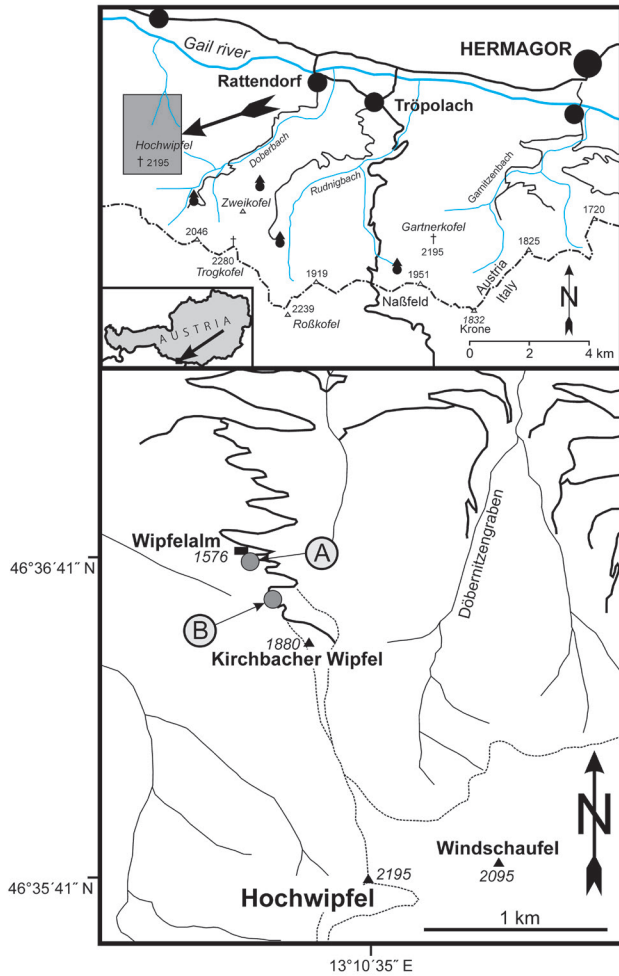 Gail river
HERMAGOR
Rattendorf
Tröpolach
Hochwipfel
† 2195
Doberbach
Zweikofel
Rudnigbach
Garnitzenbach
Gartnerkofel
†
2195
1720
2046
†
2280
Trogkofel
1919
1951
1825
Austria
Italy
Naßfeld
2239
Roßkofel
1832
Krone
N
0 2 4 km
AUSTRIA
Wipfelalm
1576
A
46°36´41˝ N
B
Döbernitzengraben
1880
Kirchbacher Wipfel
N
Windschaufel
2095
2195
46°35´41˝ N
Hochwipfel
1 km
13°10´35˝ E